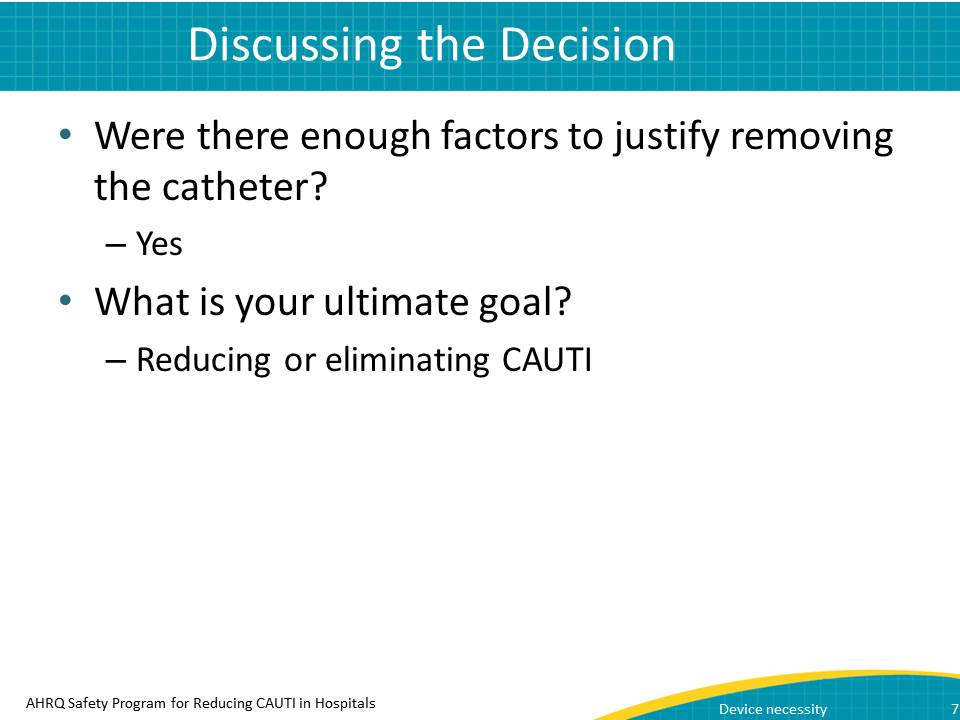 Discussing the Decision
• Were there enough factors to justify removing
the catheter?
– Yes
• What is your ultimate goal?
– Reducing or eliminating CAUTI
AHRQ Safety Program for Reducing CAUTI in Hospitals
Device necessity
7